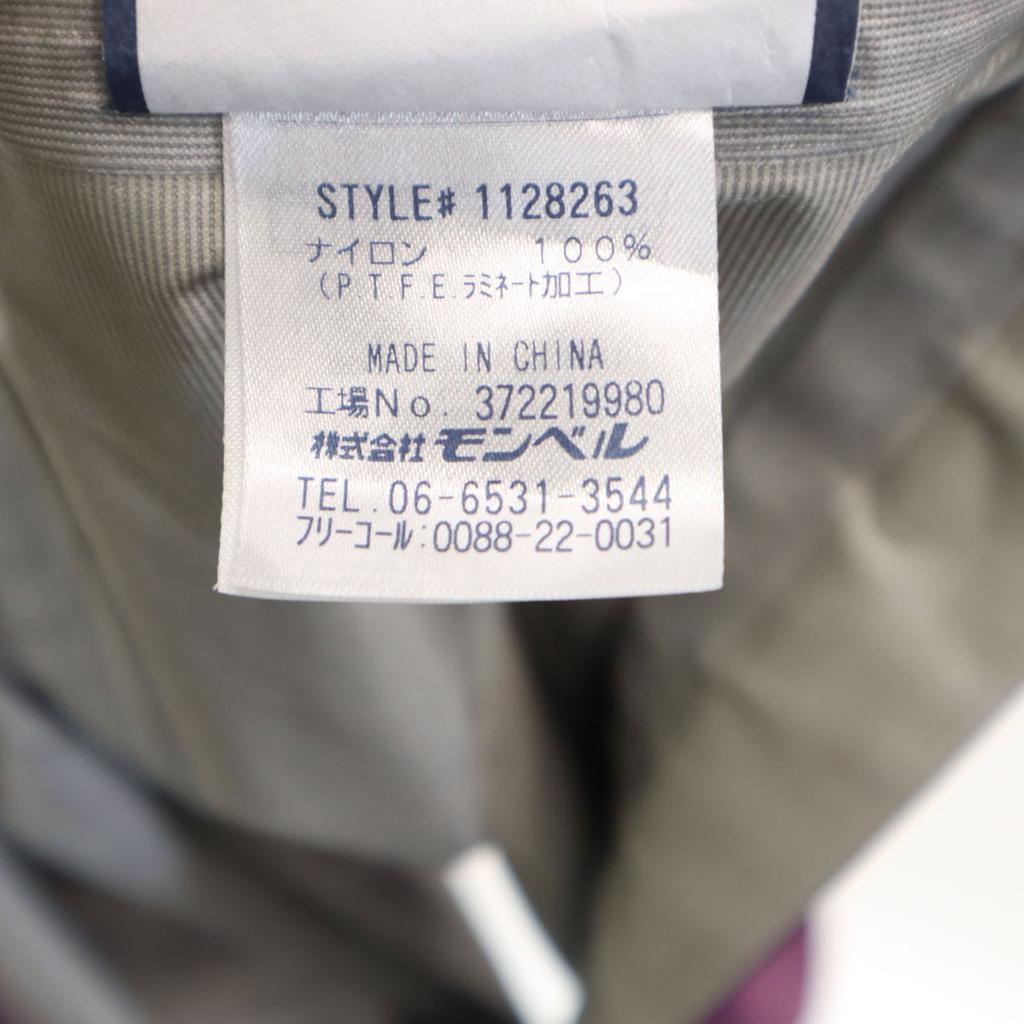 STYLE# 1128263
ナイロン 100%
(P.T.F.E.ラミネート加工)
MADE IN CHINA
工場No. 372219980
株式会社モンベル
TEL.06-6531-3544
フリーコール:0088-22-0031